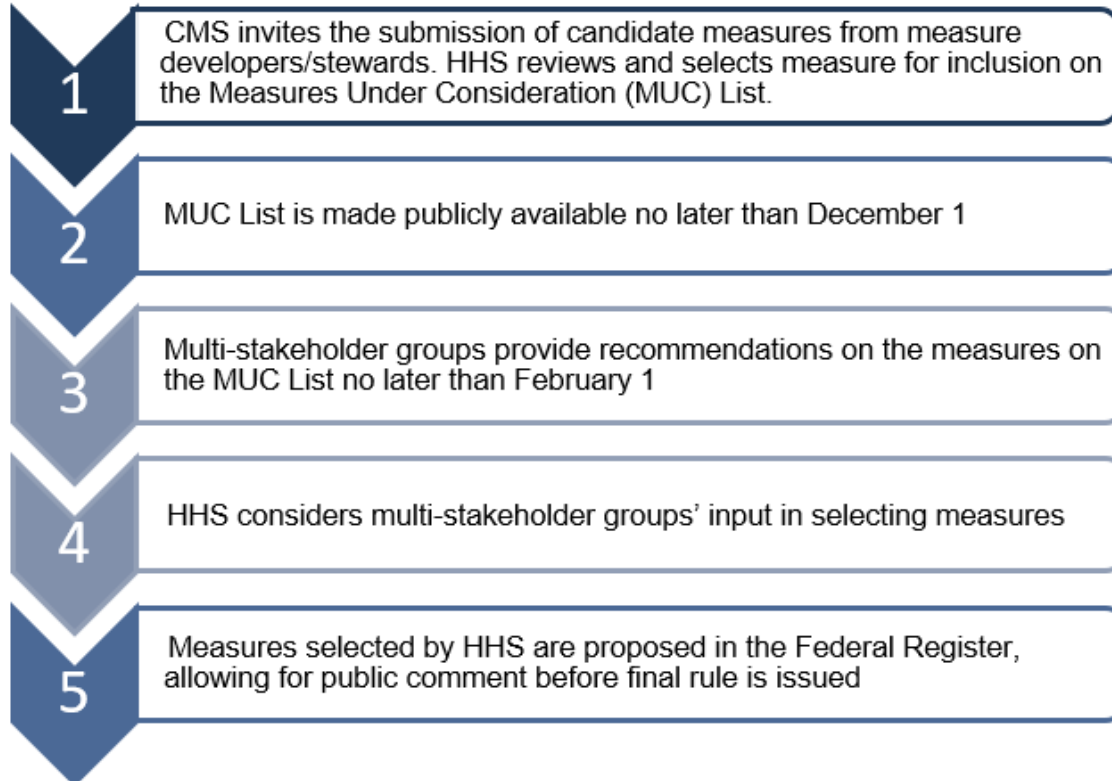 1
CMS invites the submission of candidate measures from measure
developers/stewards. HHS reviews and selects measure for inclusion on
the Measures Under Consideration (MUC) List.
2
MUC List is made publicly available no later than December 1
3
Multi-stakeholder groups provide recommendations on the measures on
the MUC List no later than February 1
4
HHS considers multi-stakeholder groups’ input in selecting measures
5
Measures selected by HHS are proposed in the Federal Register,
allowing for public comment before final rule is issued